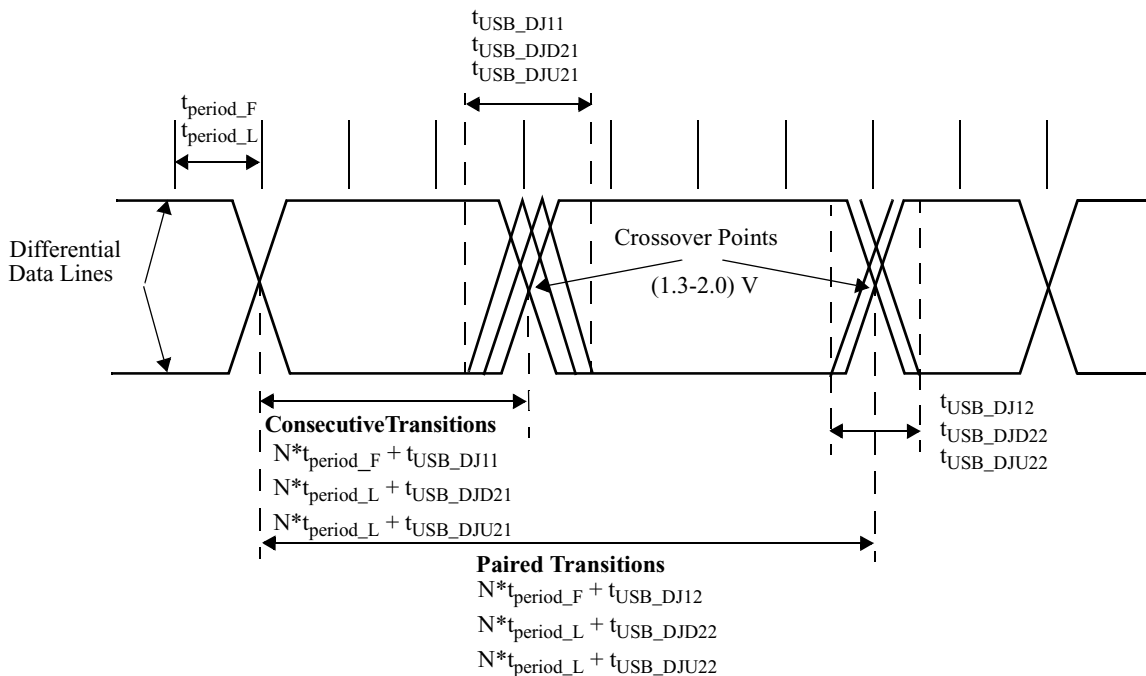 tUSB_DJ11
tUSB_DJD21
tUSB_DJU21
tperiod_F
tperiod_L
Differential
Data Lines
Crossover Points
(1.3-2.0) V
tUSB_DJ12
tUSB_DJD22
tUSB_DJU22
ConsecutiveTransitions
N*tperiod_F + tUSB_DJ11
N*tperiod_L + tUSB_DJD21
N*tperiod_L + tUSB_DJU21
Paired Transitions
N*tperiod_F + tUSB_DJ12
N*tperiod_L + tUSB_DJD22
N*tperiod_L + tUSB_DJU22